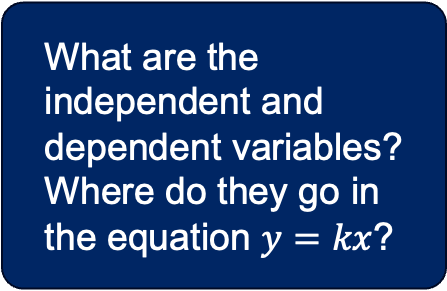 What are the
independent and
dependent variables?
Where do they go in
the equation 𝑦 = 𝑘𝑥?